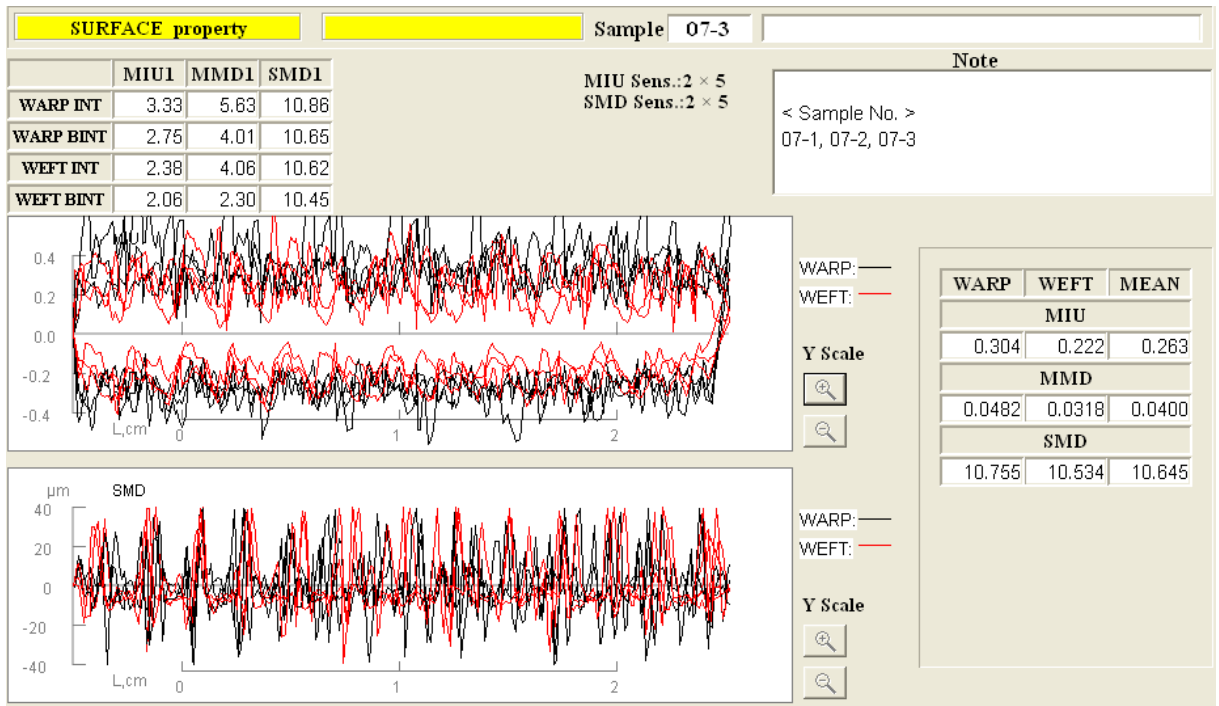 SURFACE property
Sample 07-3
MIU1 MMD1 SMD1
WARP INT 3.33 5.63 10.86
WARP BINT 2.75 4.01 10.65
WEFT INT 2.38 4.06 10.62
WEFT BINT 2.06 2.30 10.45
MIU Sens.:2 × 5
SMD Sens.:2 × 5
Note
< Sample No. >
07-1, 07-2, 07-3
0.4
0.2
0.0
-0.2
-0.4
L,cm 0 1 2
WARP:
WEFT:
Y Scale
WARP WEFT MEAN
MIU
0.304 0.222 0.263
MMD
0.0482 0.0318 0.0400
SMD
10.755 10.534 10.645
µm SMD
40
20
0
-20
-40
L,cm 0 1 2
WARP:
WEFT:
Y Scale